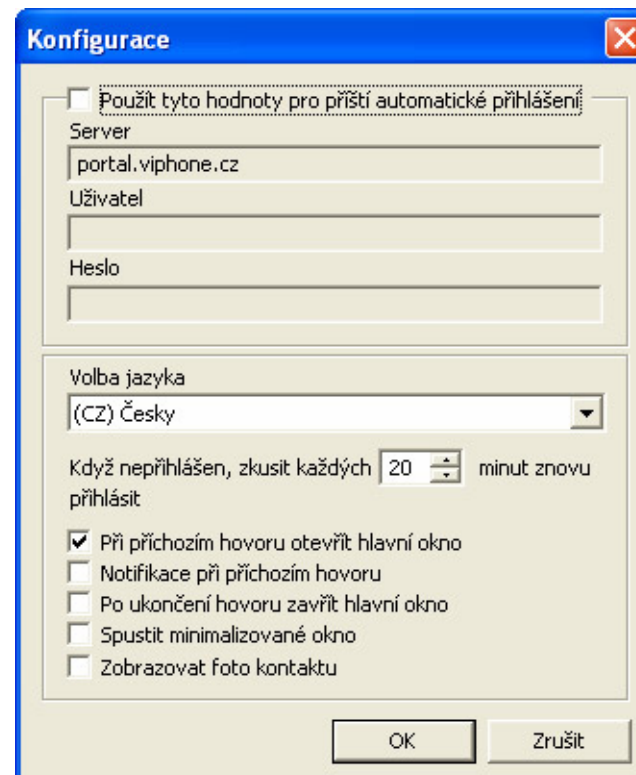 Konfigurace
Použít tyto hodnoty pro příští automatické přihlášení
Server
portal.viphone.cz
Uživatel
Heslo
Volba jazyka
(CZ) Česky
Když nepřihlášen, zkusit každých 20 minut znovu
přihlásit
Při příchozím hovoru otevřít hlavní okno
Notifikace při příchozím hovoru
Po ukončení hovoru zavřít hlavní okno
Spustit minimalizované okno
Zobrazovat foto kontaktu
OK Zrušit